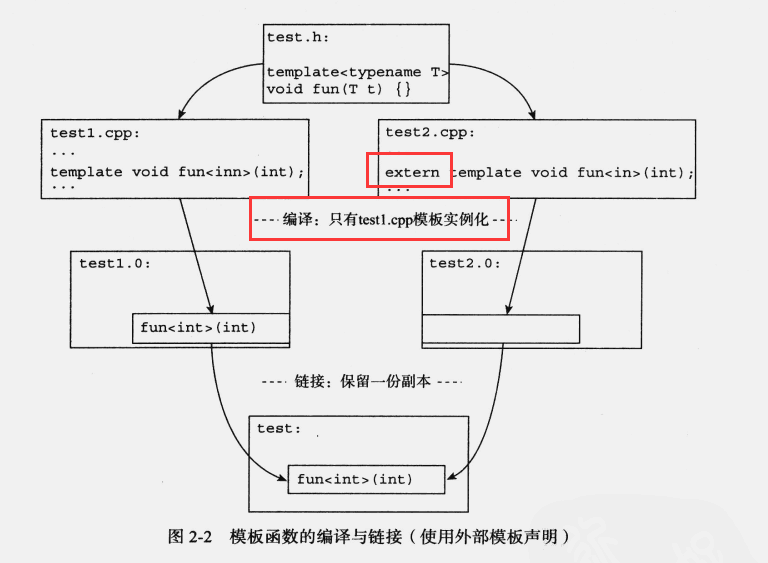 test.h:
template<typename T>
void fun(T t) {}
test1.cpp:
...
template void fun<inn>(int);
...
test2.cpp:
extern template void fun<in>(int);
...
---- 编译：只有test1.cpp模板实例化 ----
test1.0:
fun<int>(int)
test2.0:
---- 链接：保留一份副本 ----
test:
fun<int>(int)
图 2-2 模板函数的编译与链接（使用外部模板声明）